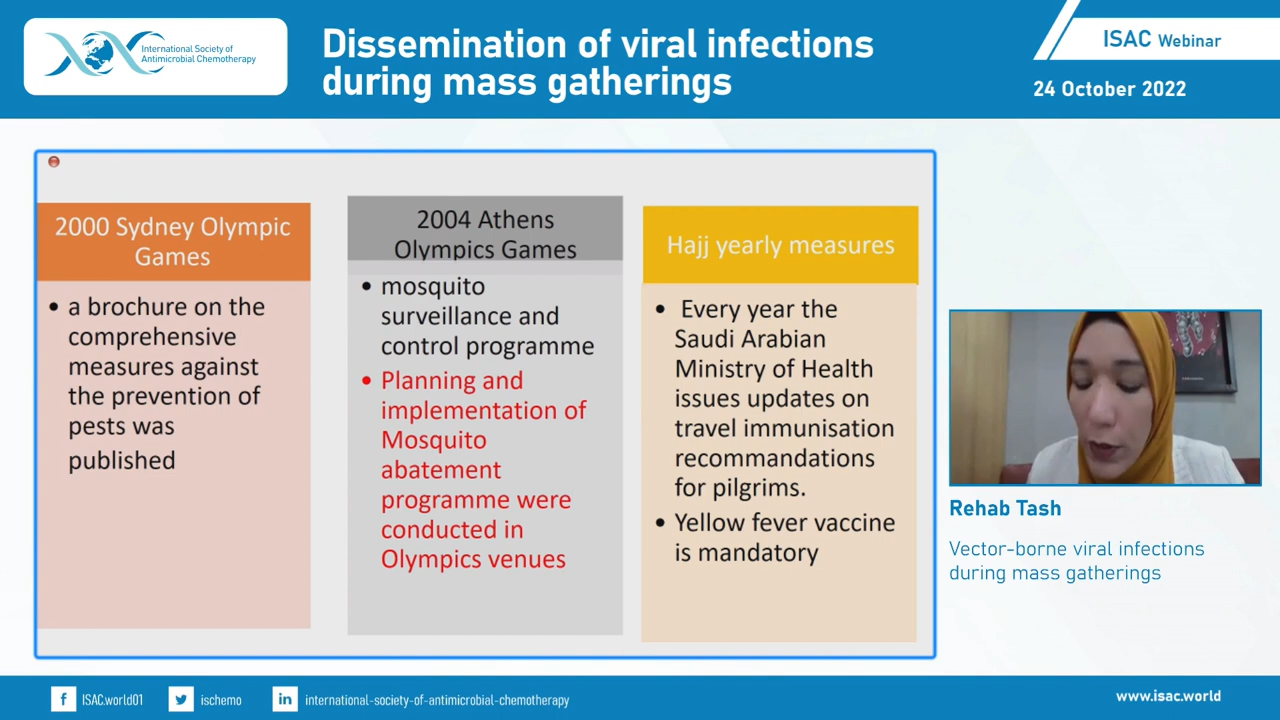 International Society of
Antimicrobial Chemotherapy
Dissemination of viral infections
during mass gatherings
ISAC Webinar
24 October 2022
2000 Sydney Olympic
Games
• a brochure on the
comprehensive
measures against
the prevention of
pests was
published
2004 Athens
Olympics Games
• mosquito
surveillance and
control programme
• Planning and
implementation of
Mosquito
abatement
programme were
conducted in
Olympics venues
Hajj yearly measures
• Every year the
Saudi Arabian
Ministry of Health
issues updates on
travel immunisation
recommandations
for pilgrims.
• Yellow fever vaccine
is mandatory
Rehab Tash
Vector-borne viral infections
during mass gatherings
f ISAC.world01
ischemo
in international-society-of-antimicrobial-chemotherapy
www.isac.world